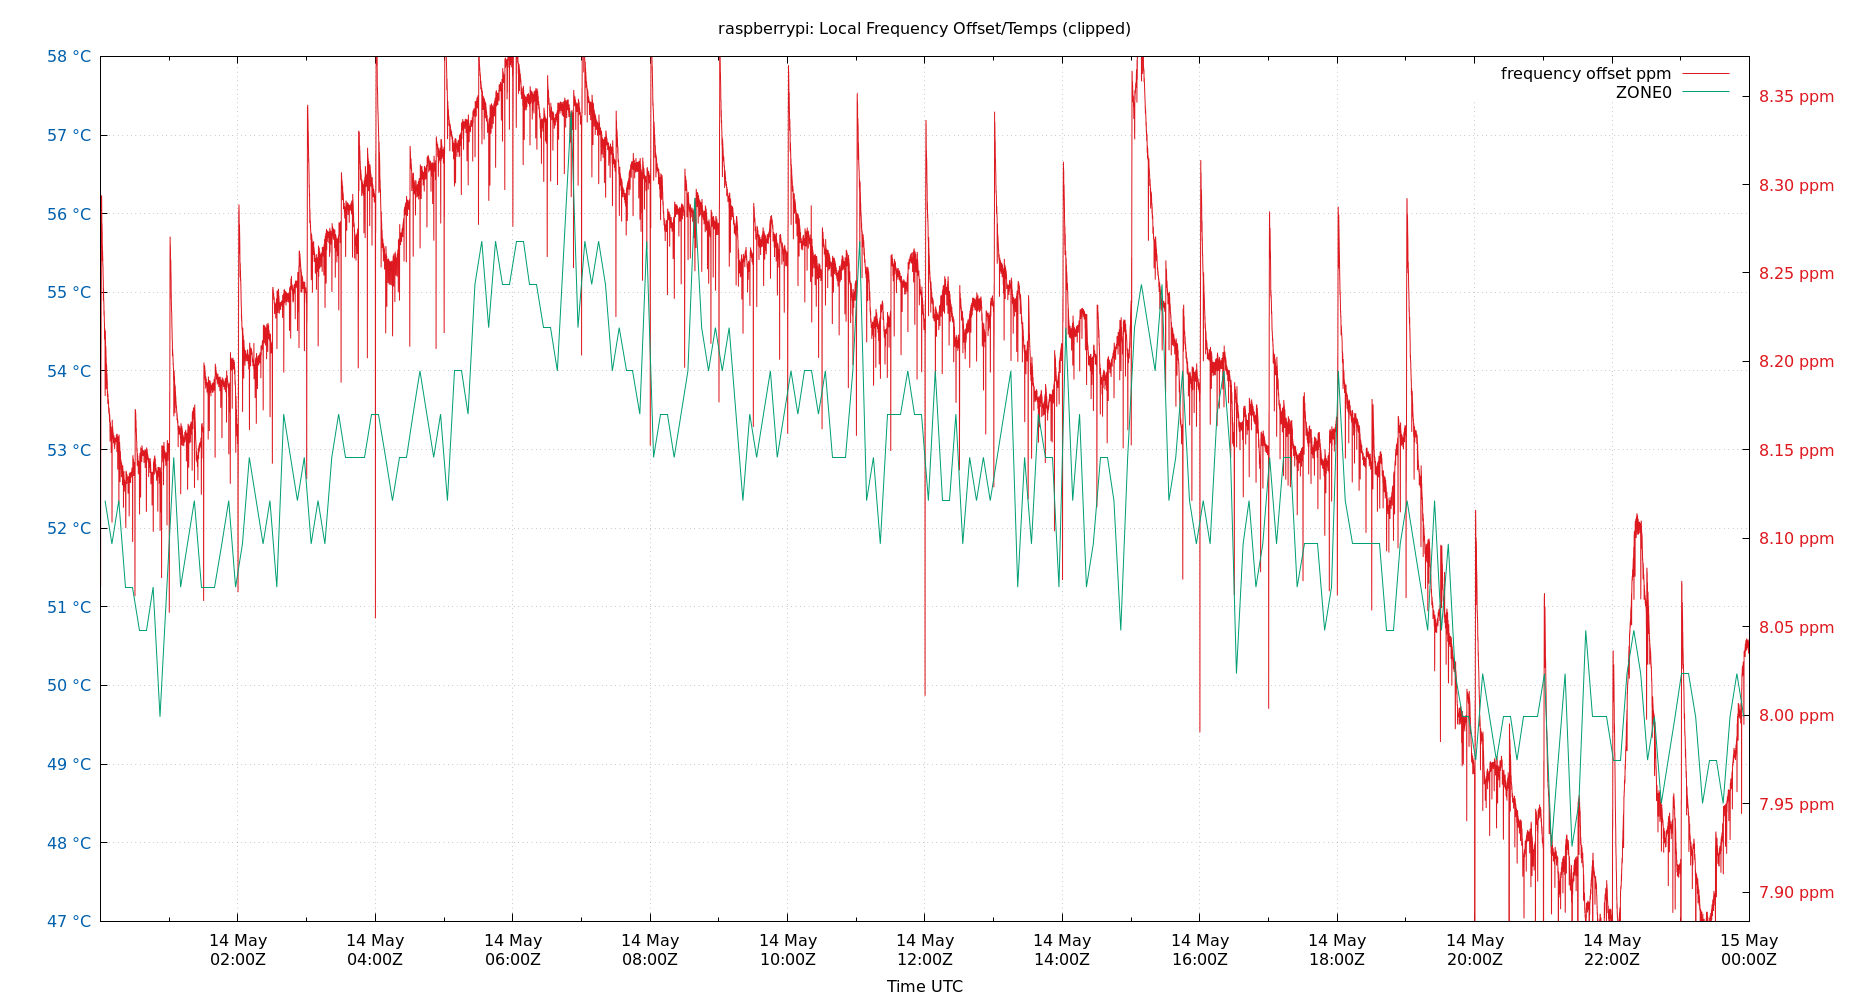 raspberrypi: Local Frequency Offset/Temps (clipped)
frequency offset ppm
ZONE0
58 °C
57 °C
56 °C
55 °C
54 °C
53 °C
52 °C
51 °C
50 °C
49 °C
48 °C
47 °C
8.35 ppm
8.30 ppm
8.25 ppm
8.20 ppm
8.15 ppm
8.10 ppm
8.05 ppm
8.00 ppm
7.95 ppm
7.90 ppm
14 May 14 May 14 May 14 May 14 May 14 May 14 May 14 May 14 May 14 May 14 May 15 May
02:00Z 04:00Z 06:00Z 08:00Z 10:00Z 12:00Z 14:00Z 16:00Z 18:00Z 20:00Z 22:00Z 00:00Z
Time UTC